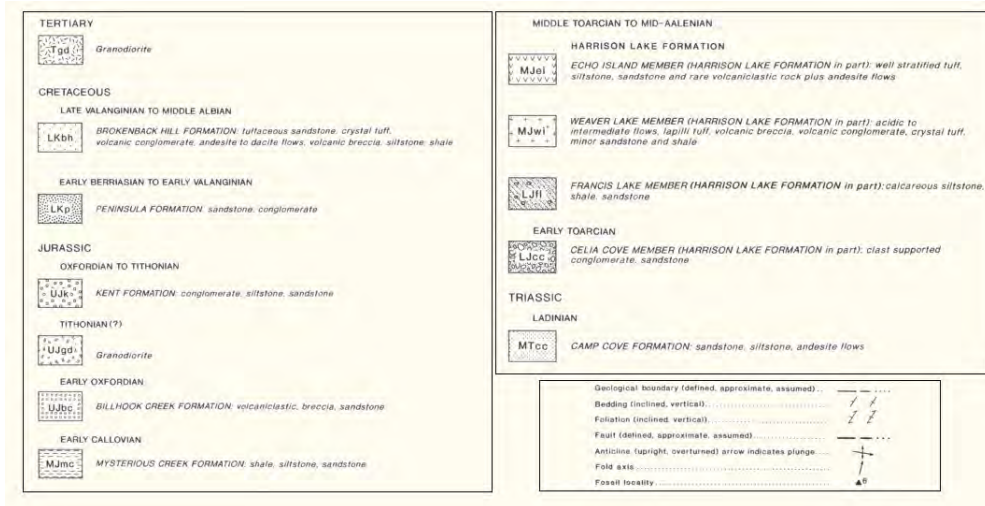 TERTIARY
Tgd
Granodiorite
CRETACEOUS
LATE VALANGINIAN TO MIDDLE ALBIAN
LKbh
BROKENBACK HILL FORMATION: tuffaceous sandstone, crystal tuff,
volcanic conglomerate, andesite to dacite flows, volcanic breccia, siltstone, shale
EARLY BERRIASIAN TO EARLY VALANGINIAN
LKp
PENINSULA FORMATION: sandstone, conglomerate
JURASSIC
OXFORDIAN TO TITHONIAN
UJk
KENT FORMATION: conglomerate, siltstone, sandstone
TITHONIAN (?)
UJgd
Granodiorite
EARLY OXFORDIAN
UJbc
BILLHOOK CREEK FORMATION: volcaniclastic, breccia, sandstone
EARLY CALLOVIAN
MJmc
MYSTERIOUS CREEK FORMATION: shale, siltstone, sandstone
MIDDLE TOARCIAN TO MID-AALENIAN
HARRISON LAKE FORMATION
MJei
ECHO ISLAND MEMBER (HARRISON LAKE FORMATION in part): well stratified tuff,
siltstone, sandstone and rare volcaniclastic rock plus andesite flows
MJwl
WEAVER LAKE MEMBER (HARRISON LAKE FORMATION in part): acidic to
intermediate flows, lapilli tuff, volcanic breccia, volcanic conglomerate, crystal tuff,
minor sandstone and shale
LJfl
FRANCIS LAKE MEMBER (HARRISON LAKE FORMATION in part): calcareous siltstone,
shale, sandstone
EARLY TOARCIAN
LJcc
CELIA COVE MEMBER (HARRISON LAKE FORMATION in part): clast supported
conglomerate, sandstone
TRIASSIC
LADINIAN
MTcc
CAMP COVE FORMATION: sandstone, siltstone, andesite flows
Geological boundary (defined, approximate, assumed)...
Bedding (inclined, vertical)...
Foliation (inclined, vertical)...
Fault (defined, approximate, assumed)...
Anticline (upright, overturned) arrow indicates plunge...
Fold axis...
Fossil locality...